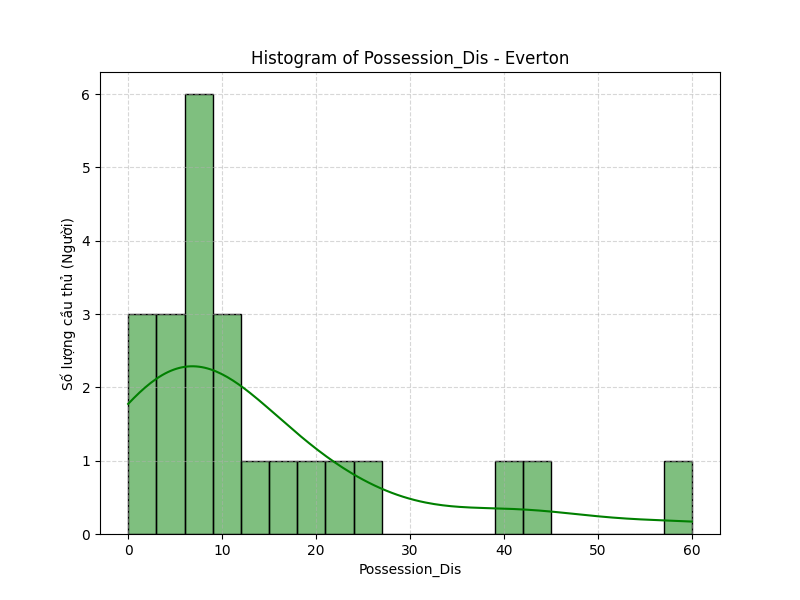 Histogram of Possession_Dis - Everton
Số lượng cầu thủ (Người)
6
5
4
3
2
1
0
0 10 20 30 40 50 60
Possession_Dis